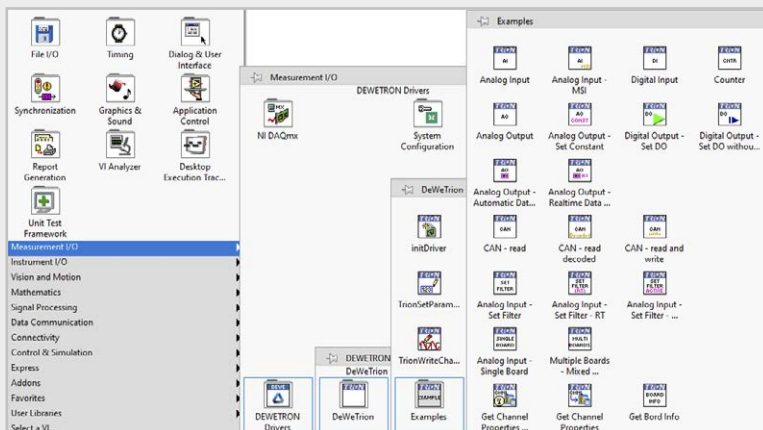 File I/O
Timing
Dialog & User
Interface
Synchronization
Graphics &
Sound
Application
Control
Report
Generation
VI Analyzer
Desktop
Execution Trac...
Unit Test
Framework
Measurement I/O
Instrument I/O
Vision and Motion
Mathematics
Signal Processing
Data Communication
Connectivity
Control & Simulation
Express
Addons
Favorites
User Libraries
Select a VI
Measurement I/O
DEWETRON Drivers
NI DAQmx
System
Configuration
DEWETRON
Drivers
DEWETRON
DeWeTrion
DeWeTrion
DeWeTrion
initDriver
TrionSetParam...
TrionWriteCha...
Examples
Examples
Analog Input
Analog Input -
MSI
Digital Input
Counter
Analog Output
Analog Output -
Set Constant
Digital Output -
Set DO
Digital Output -
Set DO withou...
Analog Output -
Automatic Dat...
Analog Output -
Realtime Data ...
CAN - read
CAN - read
decoded
CAN - read and
write
Analog Input -
Set Filter
Analog Input -
Set Filter - RT
Analog Input -
Set Filter - ...
Analog Input -
Single Board
Multiple Boards
- Mixed ...
Get Channel
Properties ...
Get Channel
Properties
Get Bord Info